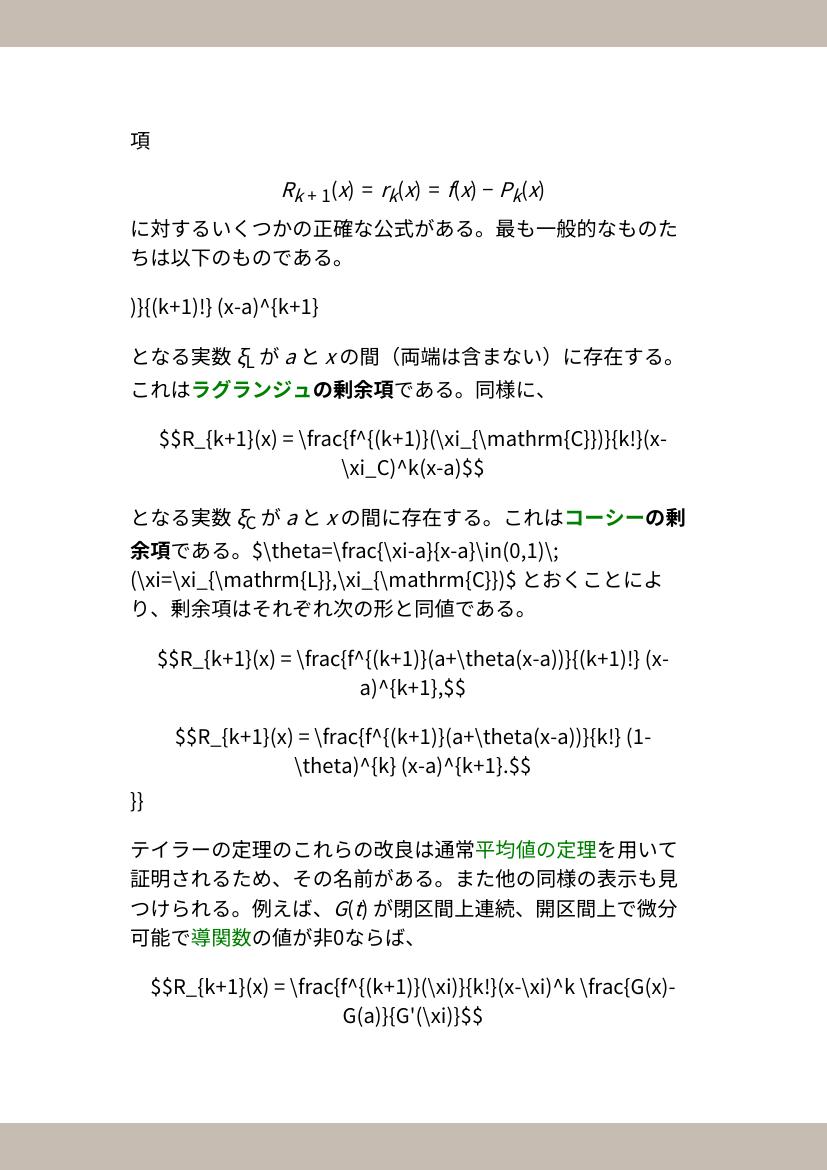 項
R_{k + 1}(x) = r_k(x) = f(x) − P_k(x)
に対するいくつかの正確な公式がある。最も一般的なものた
ちは以下のものである。
)}{(k+1)!} (x-a)^{k+1}
となる実数 ξ_L が a と x の間（両端は含まない）に存在する。
これはラグランジュの剰余項である。同様に、
$$R_{k+1}(x) = \frac{f^{(k+1)}(\xi_{\mathrm{C}})}{k!}(x-
\xi_C)^k(x-a)$$
となる実数 ξ_C が a と x の間に存在する。これはコーシーの剰
余項である。$\theta=\frac{\xi-a}{x-a}\in(0,1)\;
(\xi=\xi_{\mathrm{L}},\xi_{\mathrm{C}})$ とおくことによ
り、剰余項はそれぞれ次の形と同値である。
$$R_{k+1}(x) = \frac{f^{(k+1)}(a+\theta(x-a))}{(k+1)!} (x-
a)^{k+1},$$
$$R_{k+1}(x) = \frac{f^{(k+1)}(a+\theta(x-a))}{k!} (1-
\theta)^{k} (x-a)^{k+1}.$$
}}
テイラーの定理のこれらの改良は通常平均値の定理を用いて
証明されるため、その名前がある。また他の同様の表示も見
つけられる。例えば、G(t) が閉区間上連続、開区間上で微分
可能で導関数の値が非0ならば、
$$R_{k+1}(x) = \frac{f^{(k+1)}(\xi)}{k!}(x-\xi)^k \frac{G(x)-
G(a)}{G'(\xi)}$$